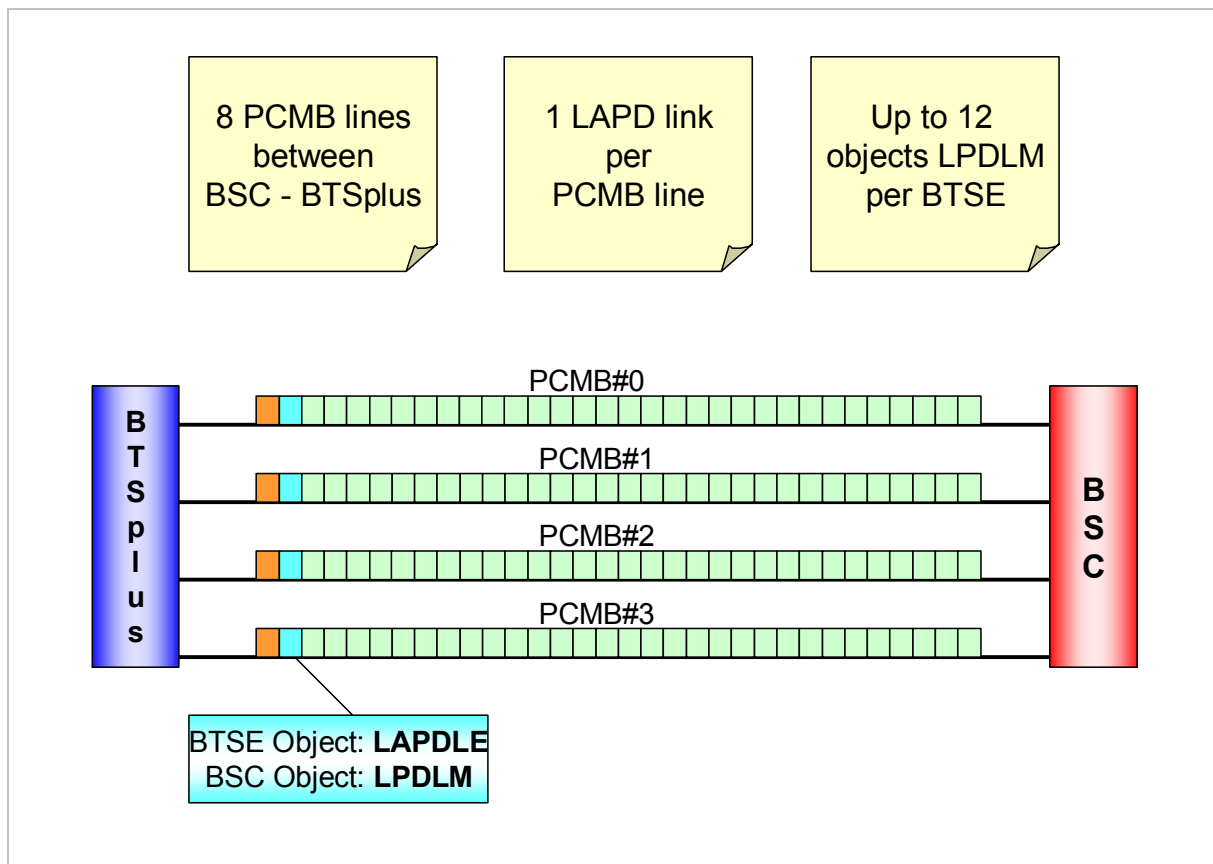 8 PCMB lines
between
BSC - BTSplus
1 LAPD link
per
PCMB line
Up to 12
objects LPDLM
per BTSE
PCMB#0
PCMB#1
PCMB#2
PCMB#3
B
T
S
p
l
u
s
B
S
C
BTSE Object: LAPDLE
BSC Object: LPDLM